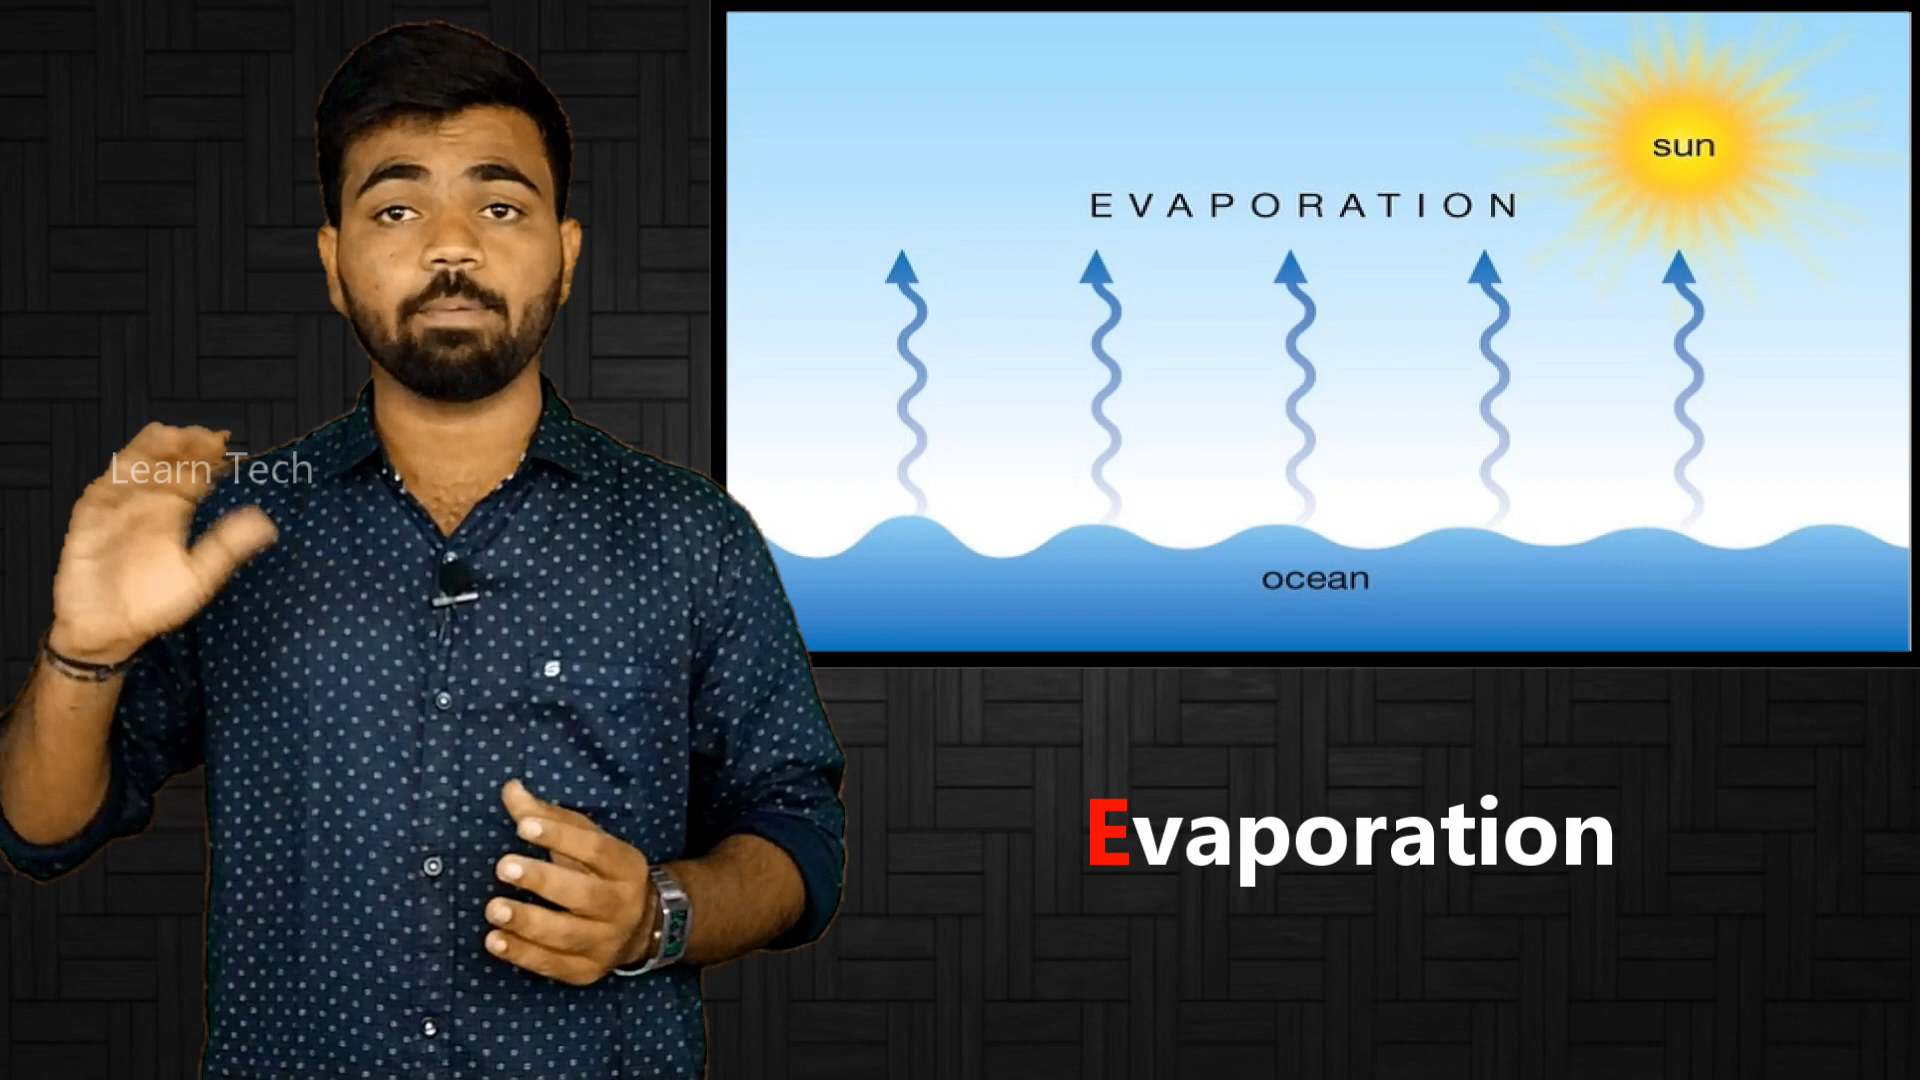 sun
EVAPORATION
Learn Tech
ocean
S
Evaporation